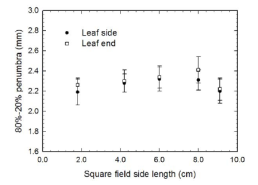 3.0
Leaf side
Leaf end
2.8
2.6
2.4
2.2
2.0
1.8
1.6
80%-20% penumbra (mm)
0.0 2.0 4.0 6.0 8.0 10.0
Square field side length (cm)